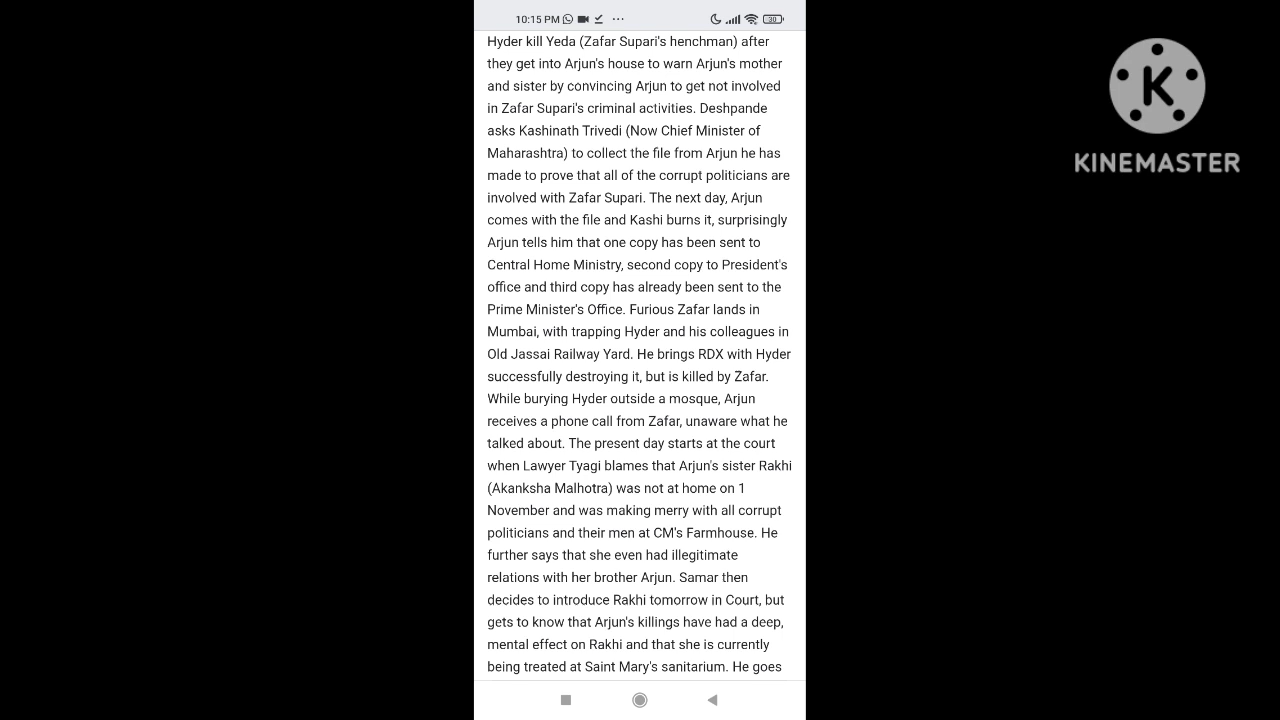 10:15 PM
30
Hyder kill Yeda (Zafar Supari's henchman) after
they get into Arjun's house to warn Arjun's mother
and sister by convincing Arjun to get not involved
in Zafar Supari's criminal activities. Deshpande
asks Kashinath Trivedi (Now Chief Minister of
Maharashtra) to collect the file from Arjun he has
made to prove that all of the corrupt politicians are
involved with Zafar Supari. The next day, Arjun
comes with the file and Kashi burns it, surprisingly
Arjun tells him that one copy has been sent to
Central Home Ministry, second copy to President's
office and third copy has already been sent to the
Prime Minister's Office. Furious Zafar lands in
Mumbai, with trapping Hyder and his colleagues in
Old Jassai Railway Yard. He brings RDX with Hyder
successfully destroying it, but is killed by Zafar.
While burying Hyder outside a mosque, Arjun
receives a phone call from Zafar, unaware what he
talked about. The present day starts at the court
when Lawyer Tyagi blames that Arjun's sister Rakhi
(Akanksha Malhotra) was not at home on 1
November and was making merry with all corrupt
politicians and their men at CM's Farmhouse. He
further says that she even had illegitimate
relations with her brother Arjun. Samar then
decides to introduce Rakhi tomorrow in Court, but
gets to know that Arjun's killings have had a deep,
mental effect on Rakhi and that she is currently
being treated at Saint Mary's sanitarium. He goes
K
KINEMASTER